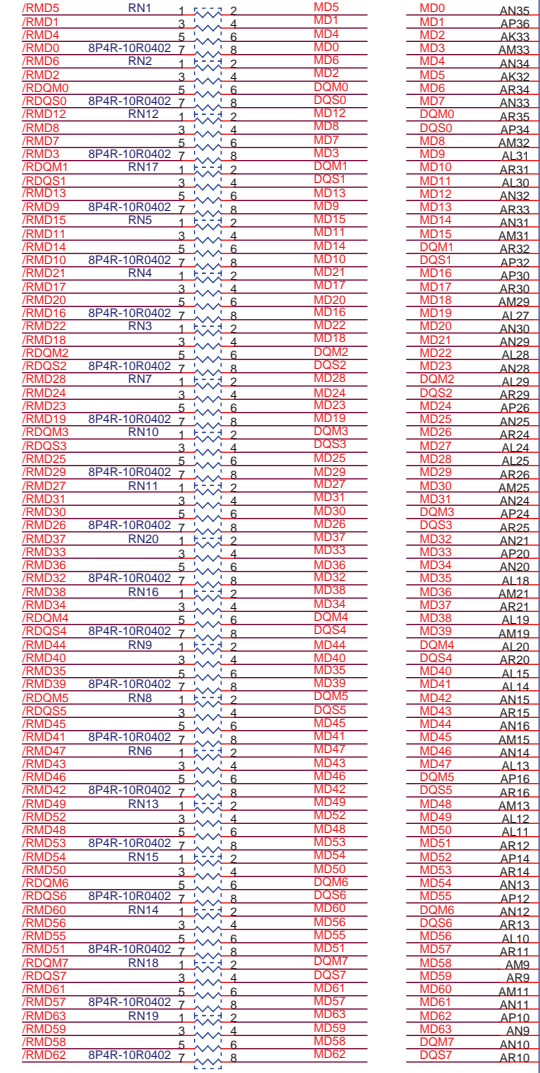 /RMD5 RN1 1 2 MD5 MD0 AN35
/RMD1 3 4 MD1 MD1 AP36
/RMD4 5 6 MD4 MD2 AK33
/RMD0 8P4R-10R0402 7 8 MD0 MD3 AM33
/RMD6 RN2 1 2 MD6 MD4 AN34
/RMD2 3 4 MD2 MD5 AK32
/RDQM0 5 6 DQM0 MD6 AR34
/RDQS0 8P4R-10R0402 7 8 DQS0 MD7 AN33
/RMD12 RN12 1 2 MD12 DQM0 AR35
/RMD8 3 4 MD8 DQS0 AP34
/RMD7 5 6 MD7 MD8 AM32
/RMD3 8P4R-10R0402 7 8 MD3 MD9 AL31
/RDQM1 RN17 1 2 DQM1 MD10 AR31
/RDQS1 3 4 DQS1 MD11 AL30
/RMD13 5 6 MD13 MD12 AN32
/RMD9 8P4R-10R0402 7 8 MD9 MD13 AR33
/RMD15 RN5 1 2 MD15 MD14 AN31
/RMD11 3 4 MD11 MD15 AM31
/RMD14 5 6 MD14 DQM1 AR32
/RMD10 8P4R-10R0402 7 8 MD10 DQS1 AP32
/RMD21 RN4 1 2 MD21 MD16 AP30
/RMD17 3 4 MD17 MD17 AR30
/RMD20 5 6 MD20 MD18 AM29
/RMD16 8P4R-10R0402 7 8 MD16 MD19 AL27
/RMD22 RN3 1 2 MD22 MD20 AN30
/RMD18 3 4 MD18 MD21 AN29
/RDQM2 5 6 DQM2 MD22 AL28
/RDQS2 8P4R-10R0402 7 8 DQS2 MD23 AN28
/RMD28 RN7 1 2 MD28 DQM2 AL29
/RMD24 3 4 MD24 DQS2 AR29
/RMD23 5 6 MD23 MD24 AP26
/RMD19 8P4R-10R0402 7 8 MD19 MD25 AN25
/RDQM3 RN10 1 2 DQM3 MD26 AR24
/RDQS3 3 4 DQS3 MD27 AL24
/RMD25 5 6 MD25 MD28 AL25
/RMD29 8P4R-10R0402 7 8 MD29 MD29 AR26
/RMD27 RN11 1 2 MD27 MD30 AM25
/RMD31 3 4 MD31 MD31 AN24
/RMD30 5 6 MD30 DQM3 AP24
/RMD26 8P4R-10R0402 7 8 MD26 DQS3 AR25
/RMD37 RN20 1 2 MD37 MD32 AN21
/RMD33 3 4 MD33 MD33 AP20
/RMD36 5 6 MD36 MD34 AN20
/RMD32 8P4R-10R0402 7 8 MD32 MD35 AL18
/RMD38 RN16 1 2 MD38 MD36 AM21
/RMD34 3 4 MD34 MD37 AR21
/RDQM4 5 6 DQM4 MD38 AL19
/RDQS4 8P4R-10R0402 7 8 DQS4 MD39 AM19
/RMD44 RN9 1 2 MD44 DQM4 AL20
/RMD40 3 4 MD40 DQS4 AR20
/RMD35 5 6 MD35 MD40 AL15
/RMD39 8P4R-10R0402 7 8 MD39 MD41 AL14
/RDQM5 RN8 1 2 DQM5 MD42 AN15
/RDQS5 3 4 DQS5 MD43 AR15
/RMD45 5 6 MD45 MD44 AN16
/RMD41 8P4R-10R0402 7 8 MD41 MD45 AM15
/RMD47 RN6 1 2 MD47 MD46 AN14
/RMD43 3 4 MD43 MD47 AL13
/RMD46 5 6 MD46 DQM5 AP16
/RMD42 8P4R-10R0402 7 8 MD42 DQS5 AR16
/RMD49 RN13 1 2 MD49 MD48 AM13
/RMD52 3 4 MD52 MD49 AL12
/RMD48 5 6 MD48 MD50 AL11
/RMD53 8P4R-10R0402 7 8 MD53 MD51 AR12
/RMD54 RN15 1 2 MD54 MD52 AP14
/RMD50 3 4 MD50 MD53 AR14
/RDQM6 5 6 DQM6 MD54 AN13
/RDQS6 8P4R-10R0402 7 8 DQS6 MD55 AP12
/RMD60 RN14 1 2 MD60 DQM6 AN12
/RMD56 3 4 MD56 DQS6 AR13
/RMD55 5 6 MD55 MD56 AL10
/RMD51 8P4R-10R0402 7 8 MD51 MD57 AR11
/RDQM7 RN18 1 2 DQM7 MD58 AM9
/RDQS7 3 4 DQS7 MD59 AR9
/RMD61 5 6 MD61 MD60 AM11
/RMD57 8P4R-10R0402 7 8 MD57 MD61 AN11
/RMD63 RN19 1 2 MD63 MD62 AP10
/RMD59 3 4 MD59 MD63 AN9
/RMD58 5 6 MD58 DQM7 AN10
/RMD62 8P4R-10R0402 7 8 MD62 DQS7 AR10